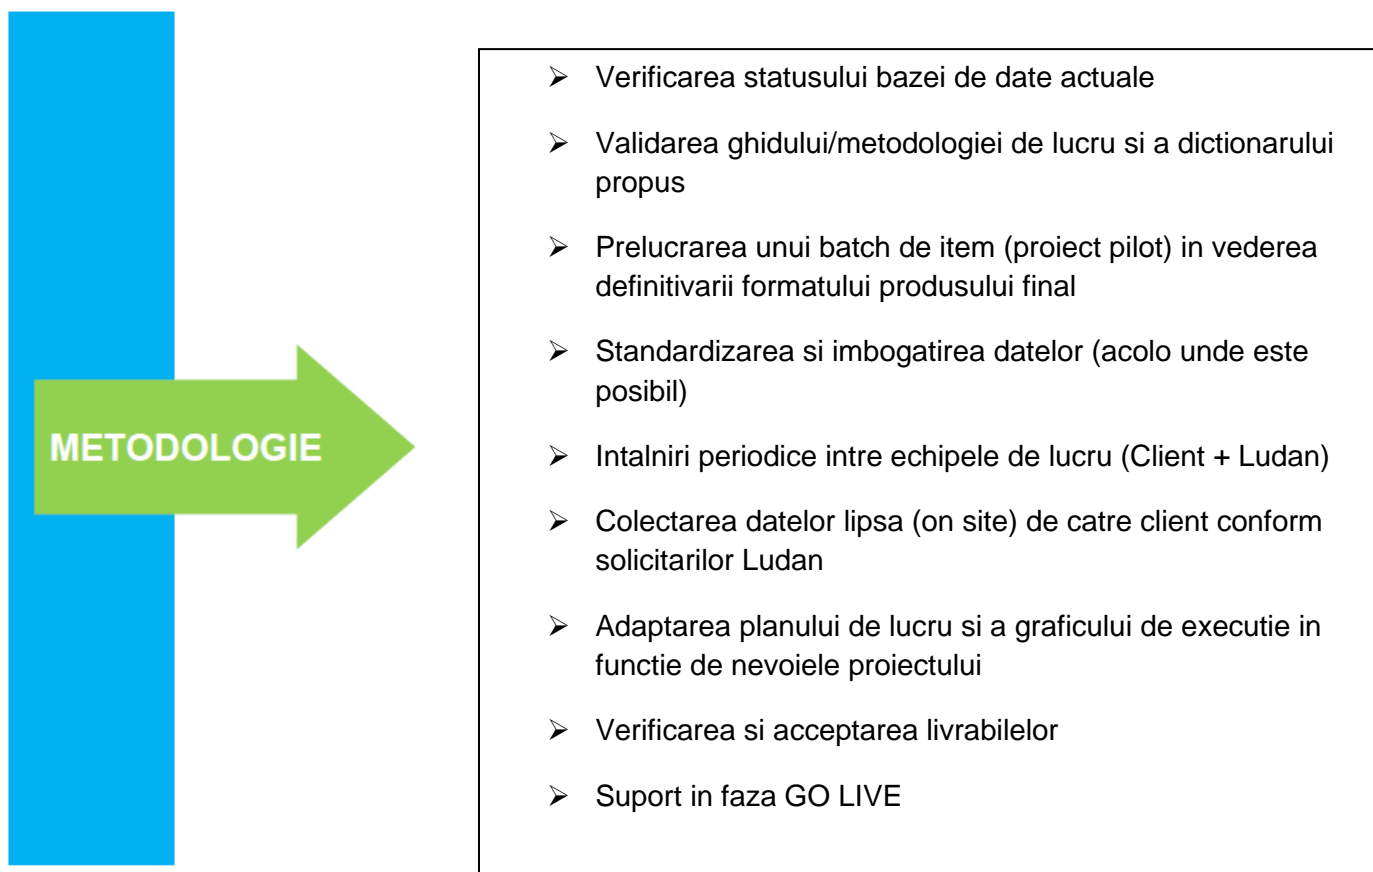 METODOLOGIE
➢ Verificarea statusului bazei de date actuale
➢ Validarea ghidului/metodologiei de lucru si a dictionarului
propus
➢ Prelucrarea unui batch de item (proiect pilot) in vederea
definitivarii formatului produsului final
➢ Standardizarea si imbogatirea datelor (acolo unde este
posibil)
➢ Intalniri periodice intre echipele de lucru (Client + Ludan)
➢ Colectarea datelor lipsa (on site) de catre client conform
solicitarilor Ludan
➢ Adaptarea planului de lucru si a graficului de executie in
functie de nevoiele proiectului
➢ Verificarea si acceptarea livrabilelor
➢ Suport in faza GO LIVE